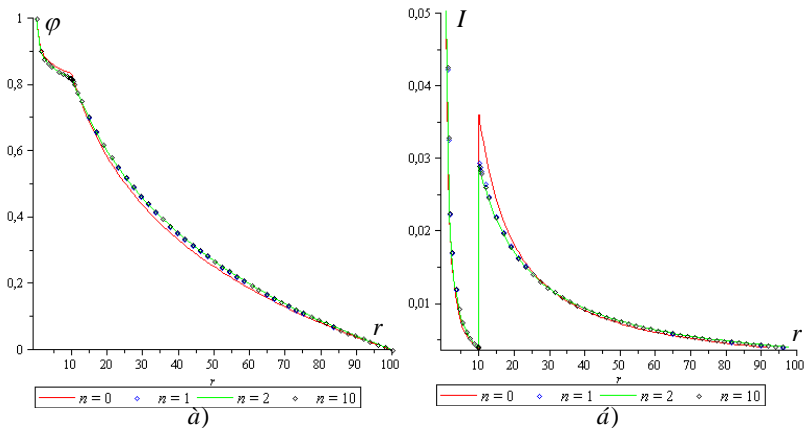 φ
1
0,8
0,6
0,4
0,2
0
10 20 30 40 50 60 70 80 90 100
r
r
n = 0 n = 1 n = 2 n = 10
à)
I
0,05
0,04
0,03
0,02
0,01
10 20 30 40 50 60 70 80 90 100
r
r
n = 0 n = 1 n = 2 n = 10
á)